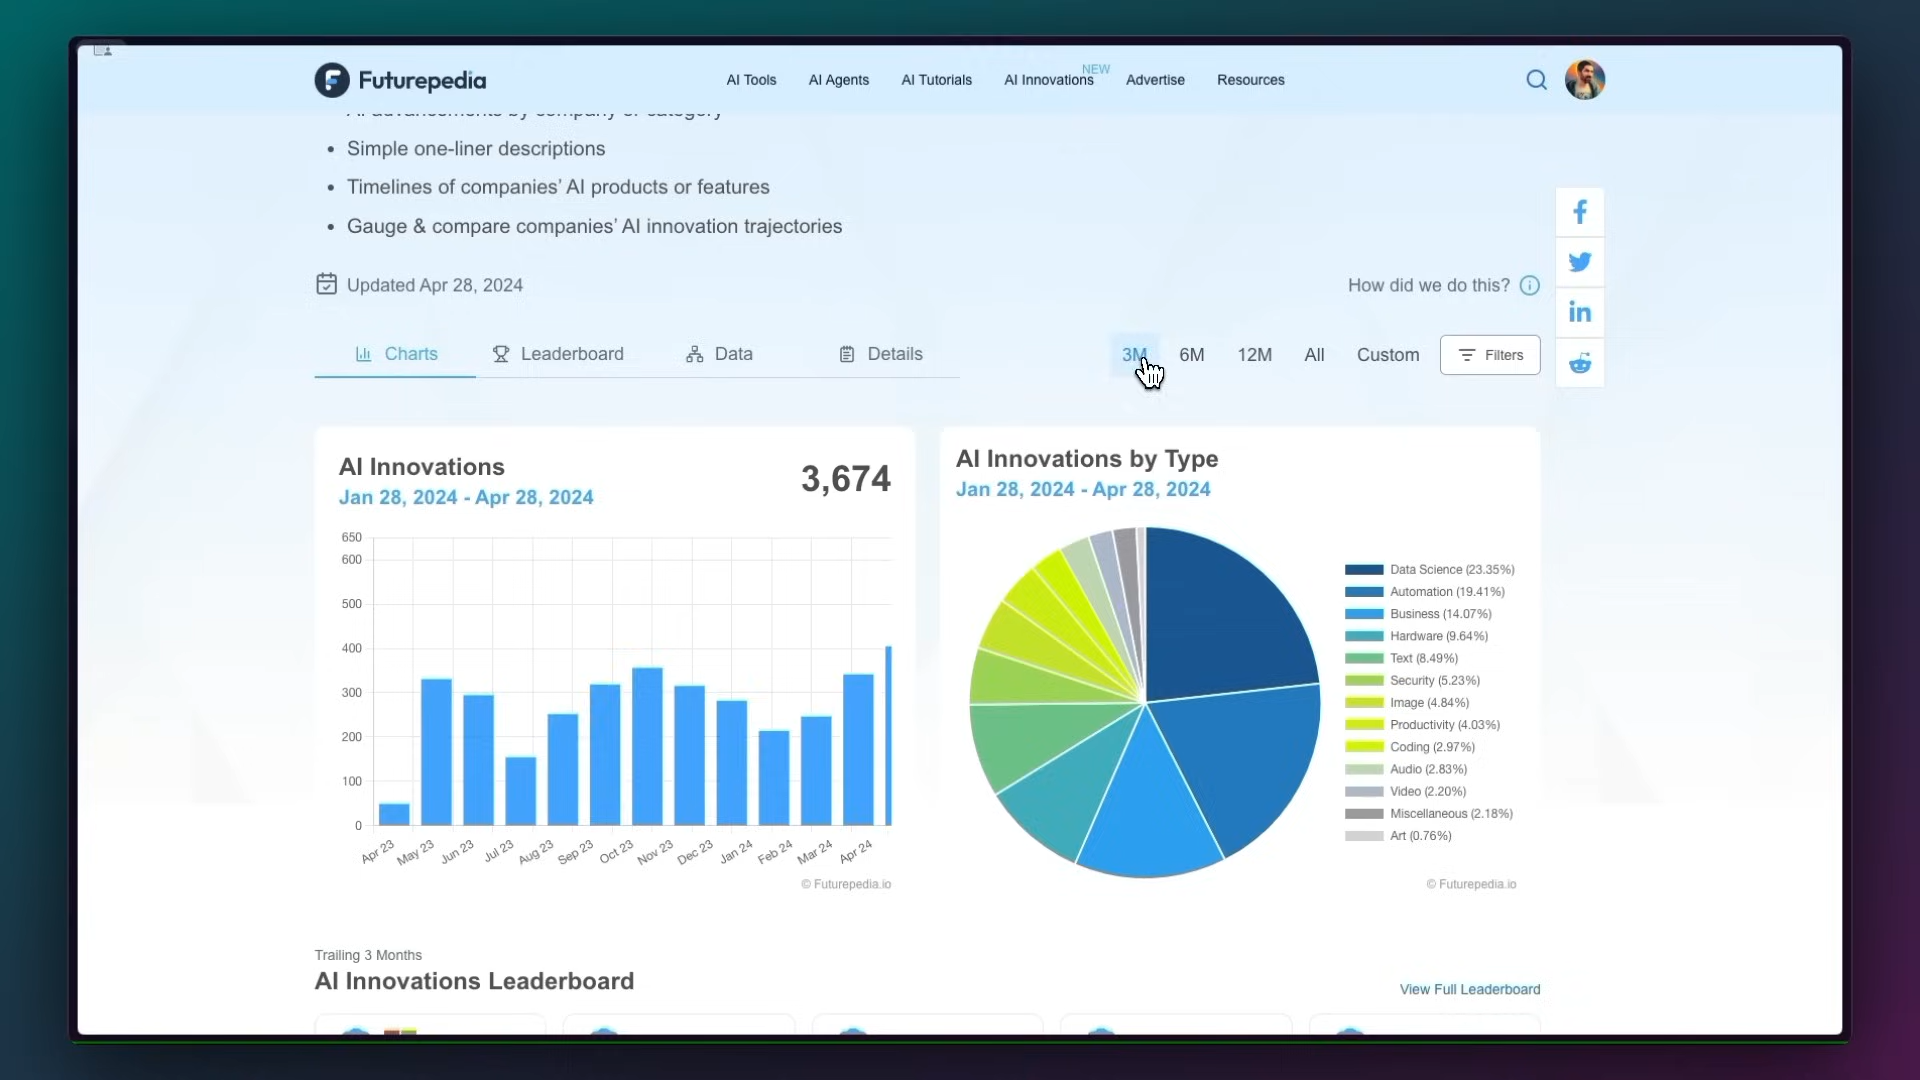 Futurepedia
AI Tools
AI Agents
AI Tutorials
AI Innovations
NEW
Advertise
Resources
AI advancements by company or category
• Simple one-liner descriptions
• Timelines of companies' AI products or features
• Gauge & compare companies' AI innovation trajectories
Updated Apr 28, 2024
How did we do this?
Charts
Leaderboard
Data
Details
3M
6M
12M
All
Custom
Filters
AI Innovations
Jan 28, 2024 - Apr 28, 2024
3,674
650
600
500
400
300
200
100
0
Apr 23
May 23
Jun 23
Jul 23
Aug 23
Sep 23
Oct 23
Nov 23
Dec 23
Jan 24
Feb 24
Mar 24
Apr 24
© Futurepedia.io
AI Innovations by Type
Jan 28, 2024 - Apr 28, 2024
Data Science (23.35%)
Automation (19.41%)
Business (14.07%)
Hardware (9.64%)
Text (8.49%)
Security (5.23%)
Image (4.84%)
Productivity (4.03%)
Coding (2.97%)
Audio (2.83%)
Video (2.20%)
Miscellaneous (2.18%)
Art (0.76%)
© Futurepedia.io
Trailing 3 Months
AI Innovations Leaderboard
View Full Leaderboard